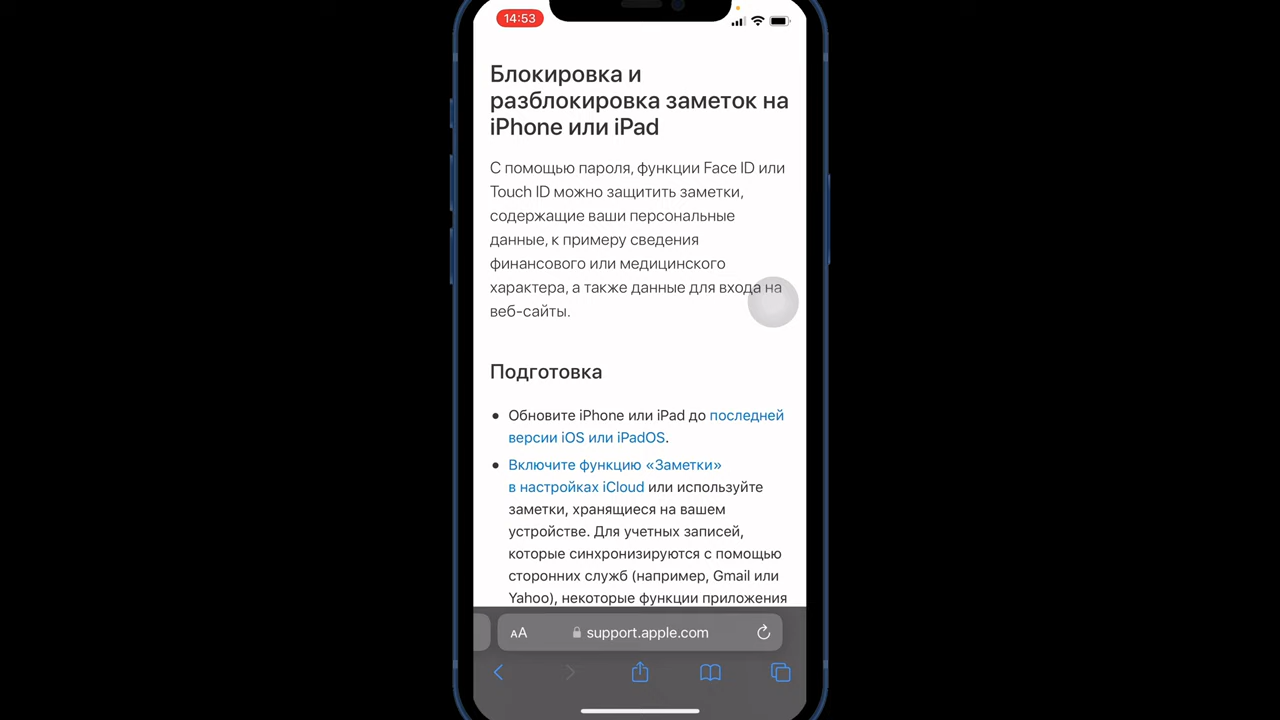 14:53
Блокировка и
разблокировка заметок на
iPhone или iPad
С помощью пароля, функции Face ID или
Touch ID можно защитить заметки,
содержащие ваши персональные
данные, к примеру сведения
финансового или медицинского
характера, а также данные для входа на
веб-сайты.
Подготовка
• Обновите iPhone или iPad до последней
версии iOS или iPadOS.
• Включите функцию «Заметки»
в настройках iCloud или используйте
заметки, хранящиеся на вашем
устройстве. Для учетных записей,
которые синхронизируются с помощью
сторонних служб (например, Gmail или
Yahoo), некоторые функции приложения
AA support.apple.com